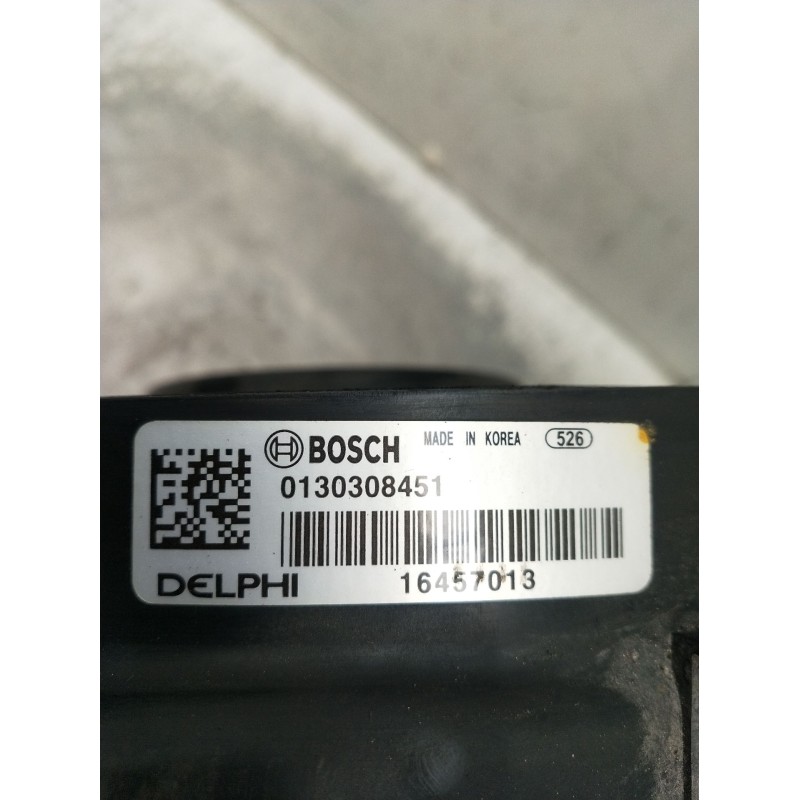 BOSCH MADE IN KOREA 526
0130308451
DELPHI 16457013